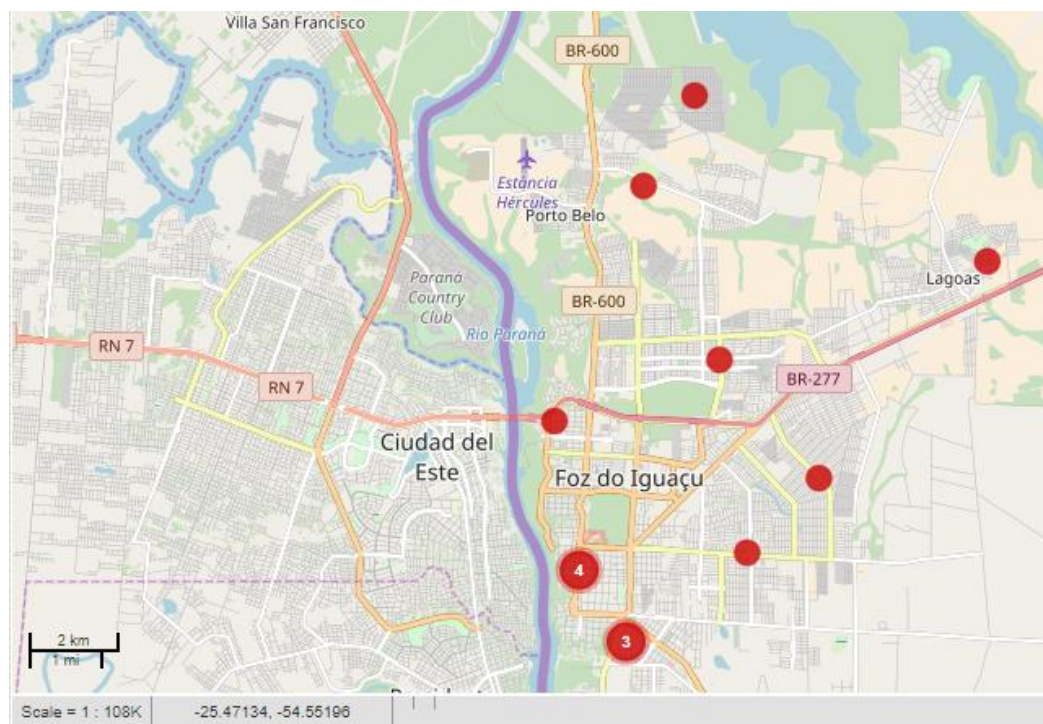 Villa San Francisco
BR-600
Estância
Hércules
Porto Belo
Paraná
Country
Club
Lagoas
BR-600
Rio Paraná
RN 7
RN 7
BR-277
Ciudad del
Este
Foz do Iguaçu
4
3
2 km
1 mi
Scale = 1 : 108K
-25.47134, -54.55196